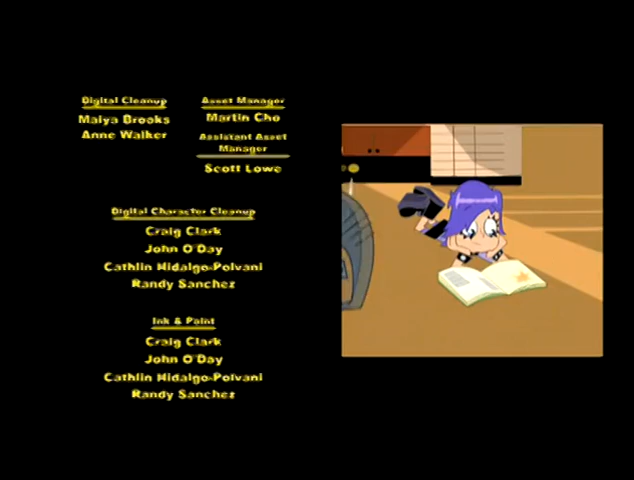 Digital Cleanup
Maiya Brooks
Anne Walker
Asset Manager
Martin Cho
Assistant Asset
Manager
Scott Lowe
Digital Character Cleanup
Craig Clark
John O'Day
Cathlin Hidalgo-Polvani
Randy Sanchez
Ink & Paint
Craig Clark
John O'Day
Cathlin Hidalgo-Polvani
Randy Sanchez